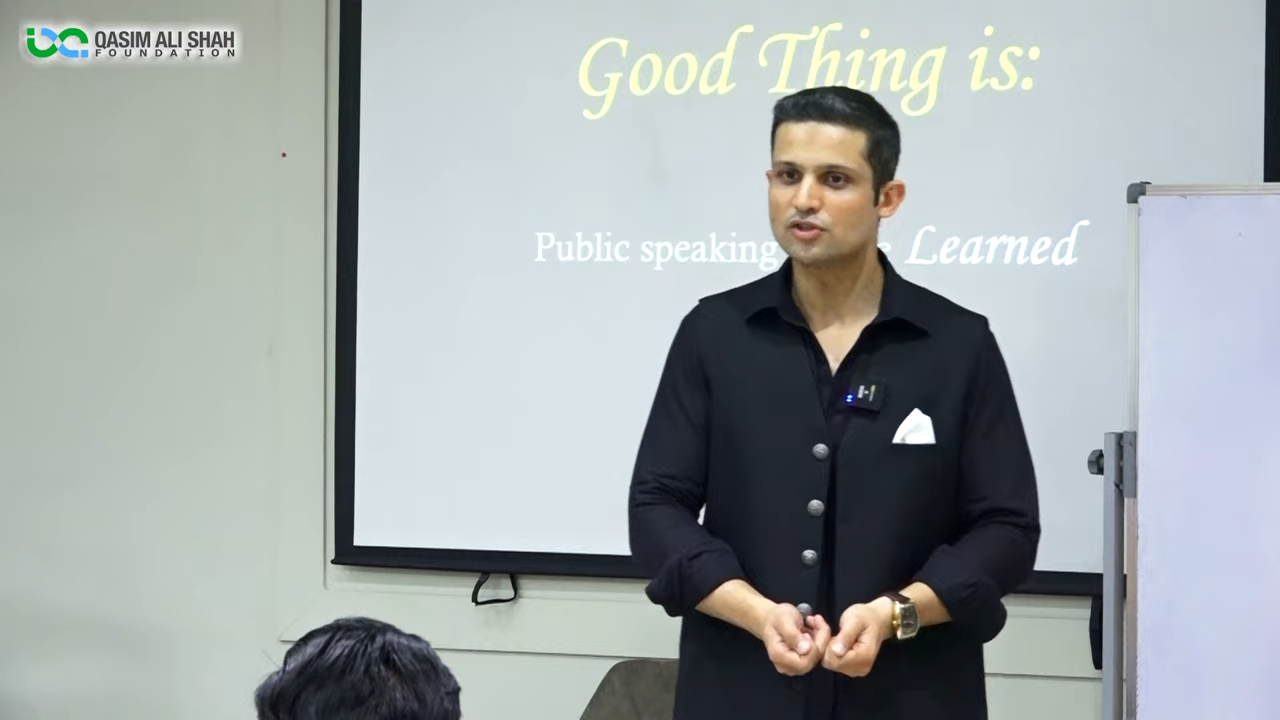 QASIM ALI SHAH
FOUNDATION
Good Thing is:
Public speaking Learned